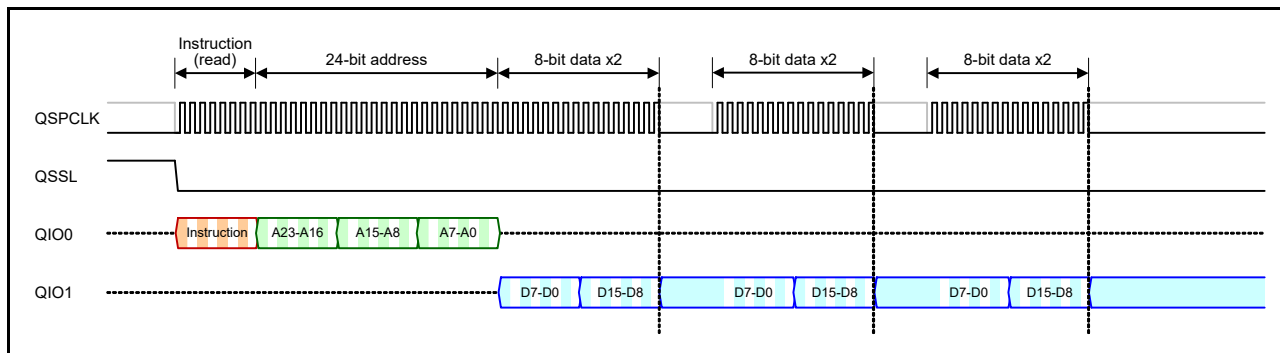 Instruction
(read)
24-bit address
8-bit data x2
8-bit data x2
8-bit data x2
QSPCLK
QSSL
QIO0
Instruction
A23-A16
A15-A8
A7-A0
QIO1
D7-D0
D15-D8
D7-D0
D15-D8
D7-D0
D15-D8